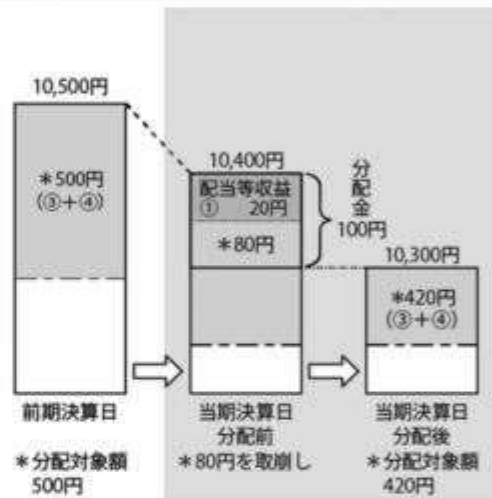 10,500円
＊500円
(③+④)
前期決算日
＊分配対象額
500円
10,400円
配当等収益
① 20円
＊80円
分配金
100円
当期決算日
分配前
＊80円を取崩し
10,300円
＊420円
(③+④)
当期決算日
分配後
＊分配対象額
420円